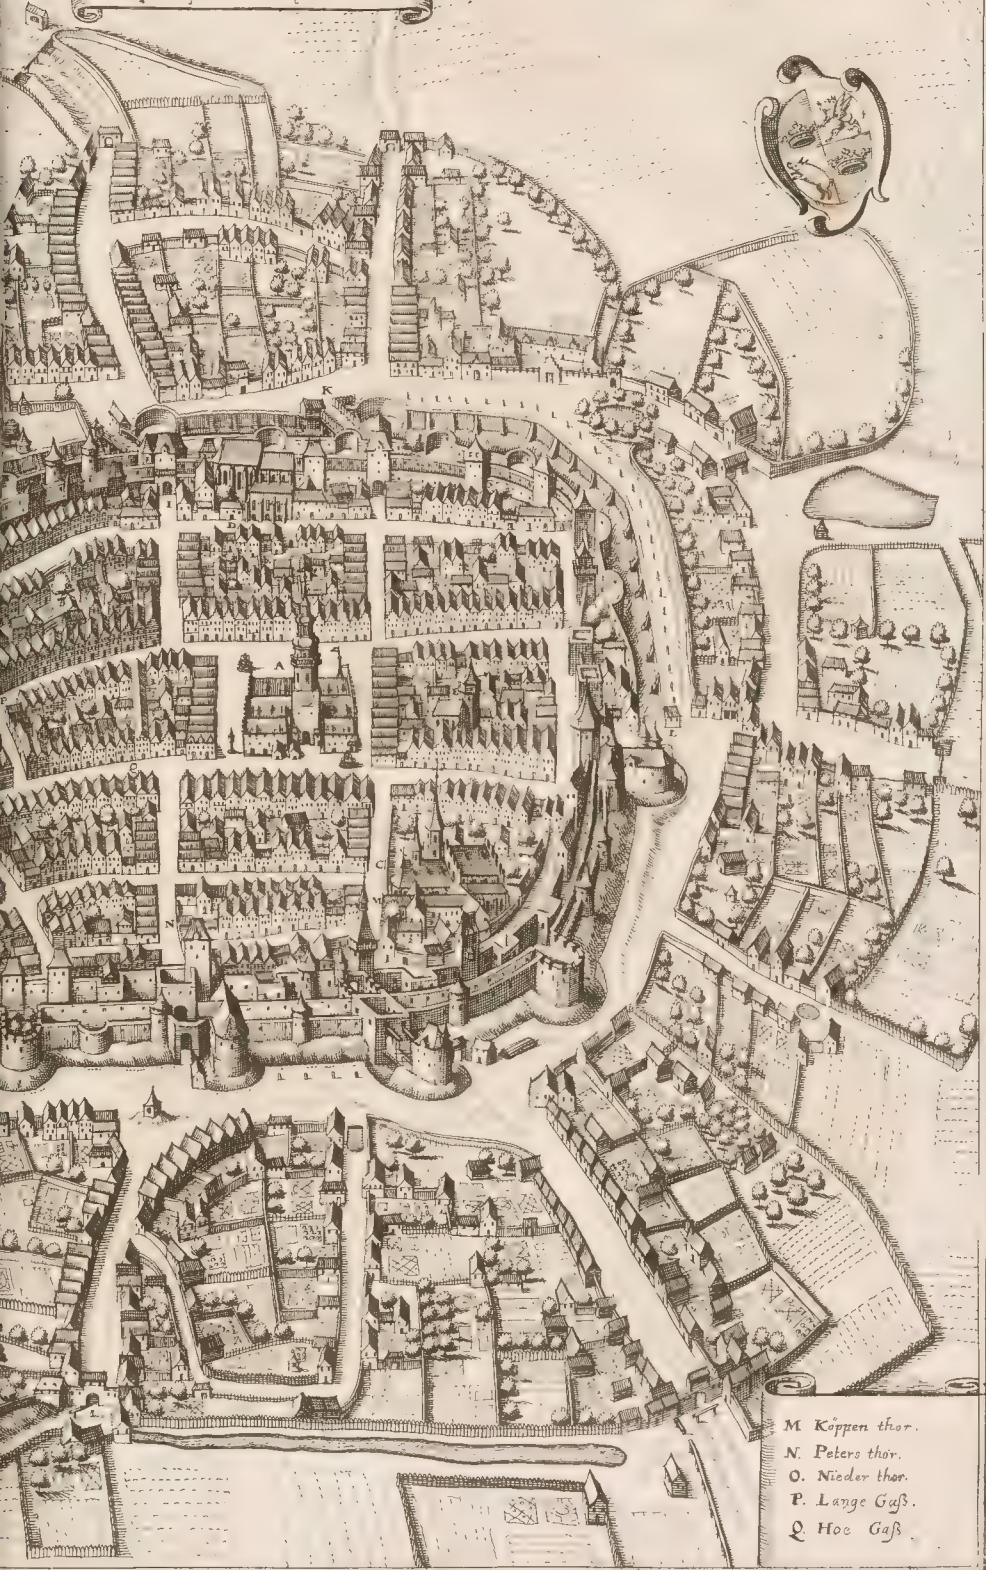 K
I
D
A
P
S
C
N
M
L
M Köppen thor.
N. Peters thor.
O. Nieder thor.
P. Lange Gaß.
Q. Hoe Gaß.